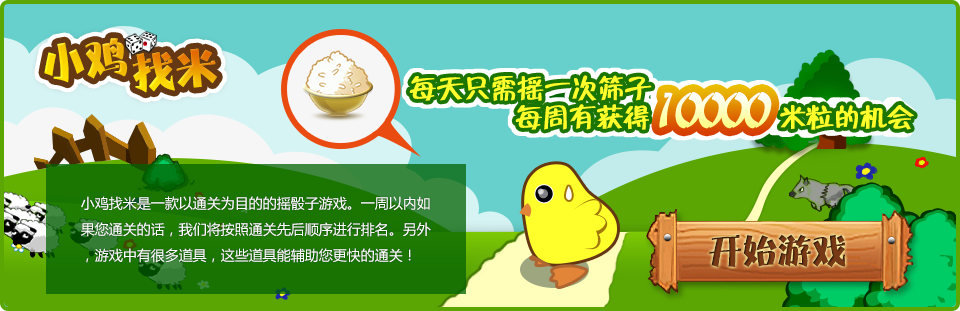 小鸡找米
每天只需摇一次筛子
每周有获得10000米粒的机会
小鸡找米是一款以通关为目的的摇骰子游戏。一周以内如
果您通关的话，我们将按照通关先后顺序进行排名。另外
，游戏中有很多道具，这些道具能辅助您更快的通关！
开始游戏